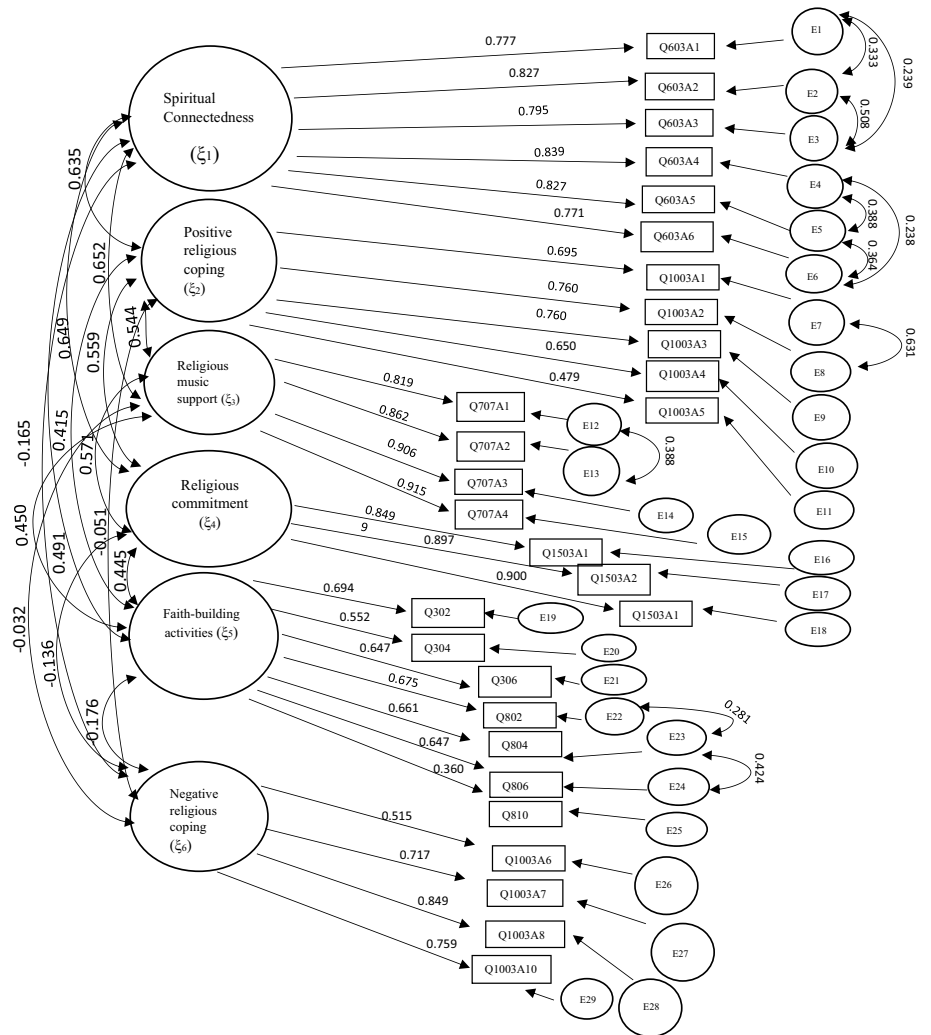 Spiritual
Connectedness
(ξ1)
Positive
religious
coping
(ξ2)
Religious
music
support (ξ3)
Religious
commitment
(ξ4)
Faith-building
activities (ξ5)
Negative
religious
coping
(ξ6)
0.635
0.652
0.649
0.559
0.544
-0.165
0.415
0.571
-0.051
0.450
0.491
0.445
-0.032
-0.136
-0.176
0.777
0.827
0.795
0.839
0.827
0.771
0.695
0.760
0.760
0.650
0.479
0.819
0.862
0.906
0.915
0.849
9
0.897
0.900
0.694
0.552
0.647
0.675
0.661
0.647
0.360
0.515
0.717
0.849
0.759
Q603A1
Q603A2
Q603A3
Q603A4
Q603A5
Q603A6
Q1003A1
Q1003A2
Q1003A3
Q1003A4
Q1003A5
Q707A1
Q707A2
Q707A3
Q707A4
Q1503A1
Q1503A2
Q1503A1
Q302
Q304
Q306
Q802
Q804
Q806
Q810
Q1003A6
Q1003A7
Q1003A8
Q1003A10
E1
E2
E3
E4
E5
E6
E7
E8
E9
E10
E11
E12
E13
E14
E15
E16
E17
E18
E19
E20
E21
E22
E23
E24
E25
E26
E27
E28
E29
0.333
0.239
0.508
0.388
0.238
0.364
0.631
0.388
0.281
0.424